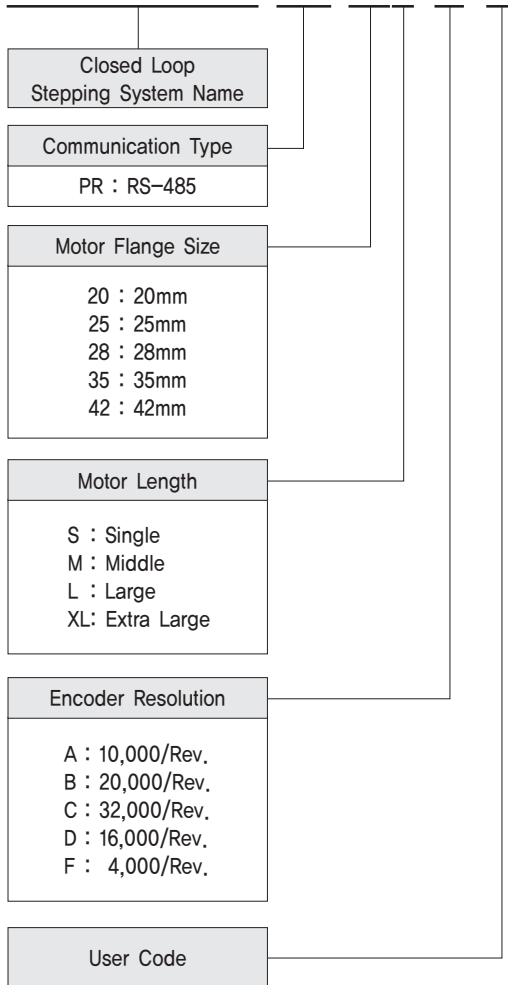 Closed Loop
Stepping System Name
Communication Type
PR : RS-485
Motor Flange Size
20 : 20mm
25 : 25mm
28 : 28mm
35 : 35mm
42 : 42mm
Motor Length
S : Single
M : Middle
L : Large
XL: Extra Large
Encoder Resolution
A : 10,000/Rev.
B : 20,000/Rev.
C : 32,000/Rev.
D : 16,000/Rev.
F : 4,000/Rev.
User Code